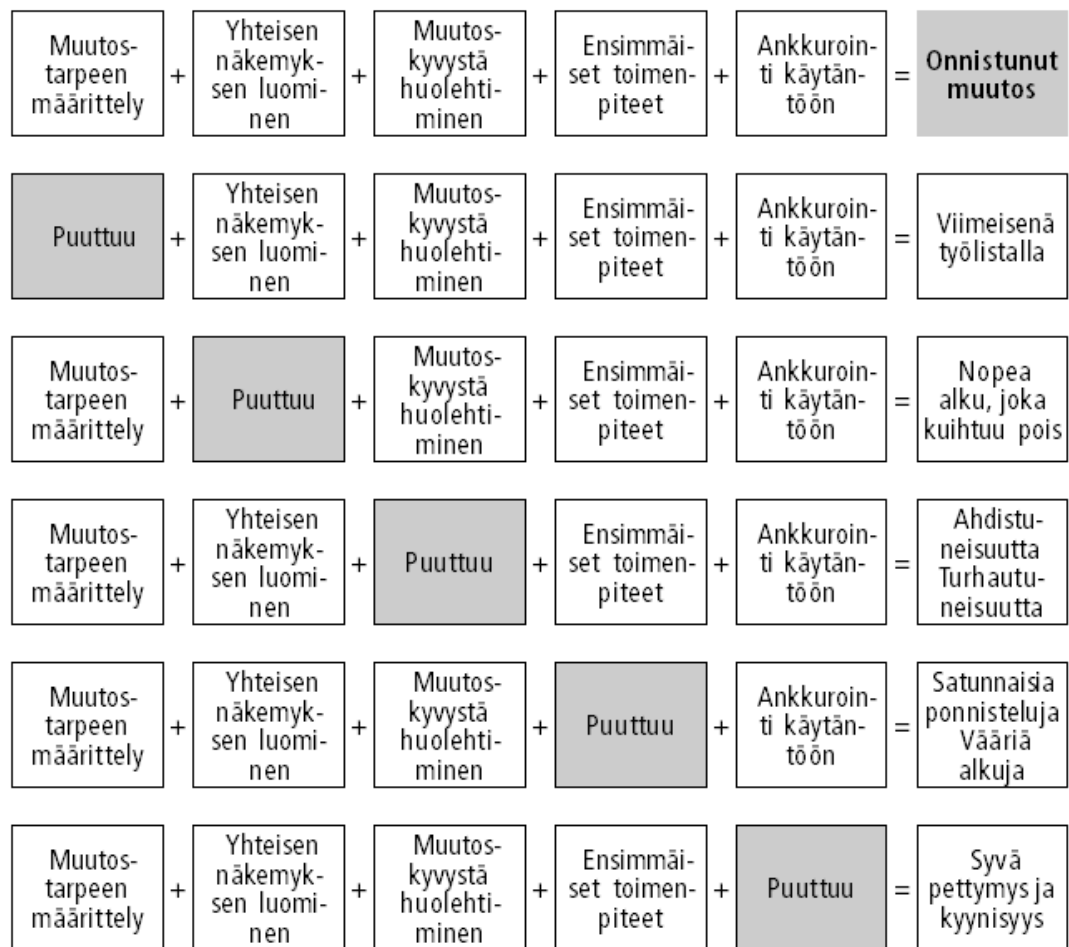 Muutos-
tarpeen
määrittely
+
Yhteisen
näkemyk-
sen luomi-
nen
+
Muutos-
kyvystä
huolehti-
minen
+
Ensimmäi-
set toimen-
piteet
+
Ankkuroin-
ti käytän-
töön
=
Onnistunut
muutos
Puuttuu
+
Yhteisen
näkemyk-
sen luomi-
nen
+
Muutos-
kyvystä
huolehti-
minen
+
Ensimmäi-
set toimen-
piteet
+
Ankkuroin-
ti käytän-
töön
=
Viimeisenä
työlistalla
Muutos-
tarpeen
määrittely
+
Puuttuu
+
Muutos-
kyvystä
huolehti-
minen
+
Ensimmäi-
set toimen-
piteet
+
Ankkuroin-
ti käytän-
töön
=
Nopea
alku, joka
kuihtuu pois
Muutos-
tarpeen
määrittely
+
Yhteisen
näkemyk-
sen luomi-
nen
+
Puuttuu
+
Ensimmäi-
set toimen-
piteet
+
Ankkuroin-
ti käytän-
töön
=
Ahdistu-
neisuutta
Turhautu-
neisuutta
Muutos-
tarpeen
määrittely
+
Yhteisen
näkemyk-
sen luomi-
nen
+
Muutos-
kyvystä
huolehti-
minen
+
Puuttuu
+
Ankkuroin-
ti käytän-
töön
=
Satunnaisia
ponnisteluja
Vääriä
alkuja
Muutos-
tarpeen
määrittely
+
Yhteisen
näkemyk-
sen luomi-
nen
+
Muutos-
kyvystä
huolehti-
minen
+
Ensimmäi-
set toimen-
piteet
+
Puuttuu
=
Syvä
pettymys ja
kyynisyys